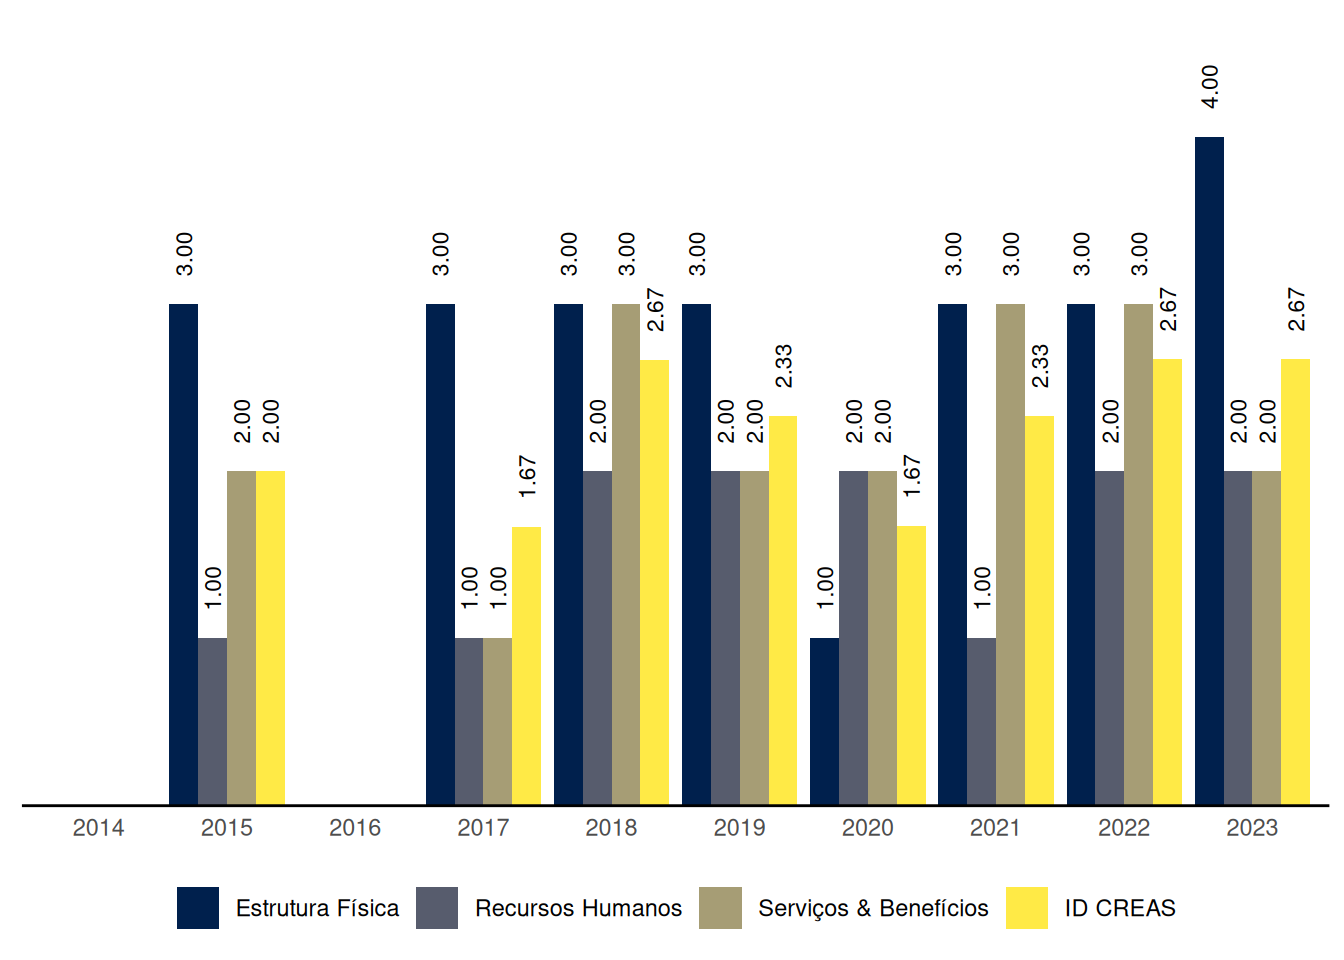 4.00
3.00 3.00 3.00 3.00 3.00 3.00 3.00 3.00
2.67 2.67 2.67
2.33 2.33
2.00 2.00 2.00 2.00 2.00 2.00 2.00 2.00 2.00 2.00
1.67 1.67
1.00 1.00 1.00 1.00 1.00
2014 2015 2016 2017 2018 2019 2020 2021 2022 2023
Estrutura Física Recursos Humanos Serviços & Benefícios ID CREAS